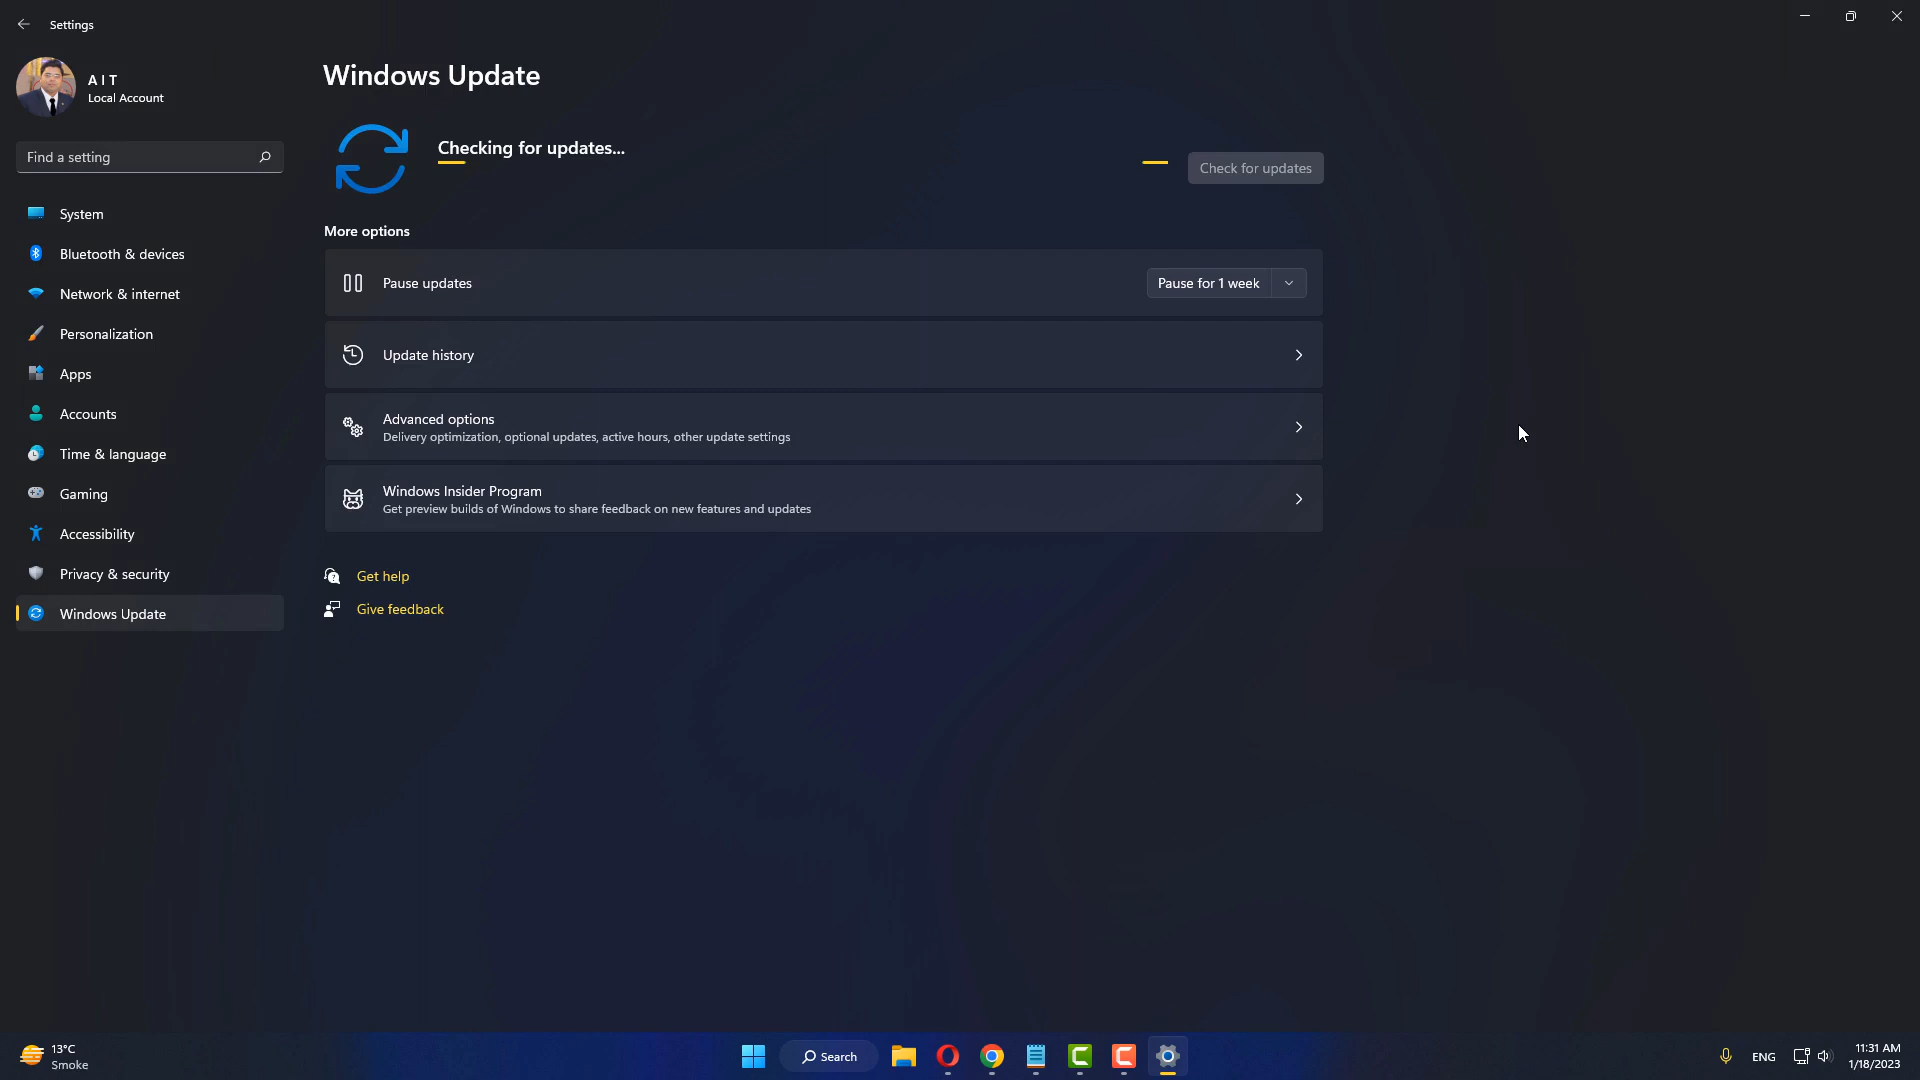 Settings
A I T
Local Account
Find a setting
System
Bluetooth & devices
Network & internet
Personalization
Apps
Accounts
Time & language
Gaming
Accessibility
Privacy & security
Windows Update
Windows Update
Checking for updates...
Check for updates
More options
Pause updates
Pause for 1 week
Update history
Advanced options
Delivery optimization, optional updates, active hours, other update settings
Windows Insider Program
Get preview builds of Windows to share feedback on new features and updates
Get help
Give feedback
13°C
Smoke
Search
ENG
11:31 AM
1/18/2023